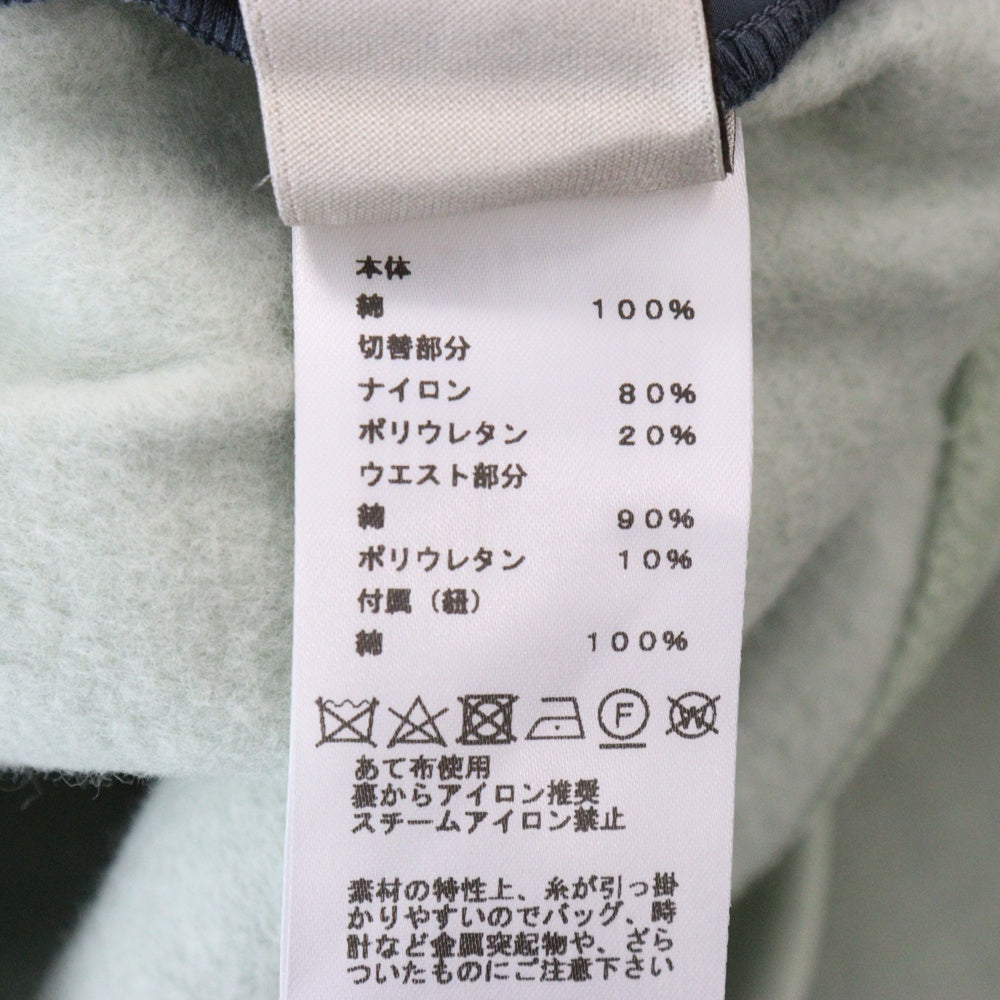 本体
綿 100%
切替部分
ナイロン 80%
ポリウレタン 20%
ウエスト部分
綿 90%
ポリウレタン 10%
付属（紐）
綿 100%
F W
あて布使用
裏からアイロン推奨
スチームアイロン禁止
素材の特性上、糸が引っ掛
かりやすいのでバッグ、時
計など金属突起物や、ざら
ついたものにご注意下さい